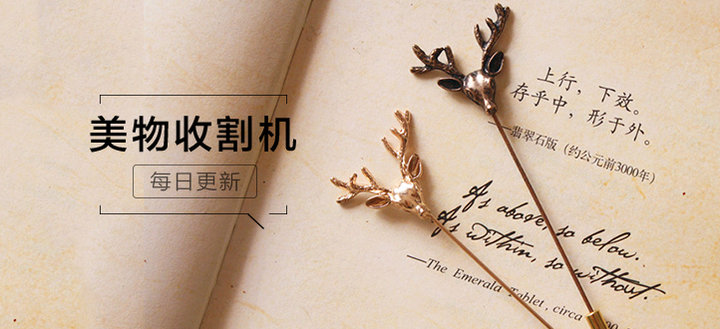 美物收割机
每日更新
上行，下效。
存乎中，形于外。
—翡翠石版（约公元前3000年）
As above, so below.
As within, so without.
—The Emerald Tablet, circa